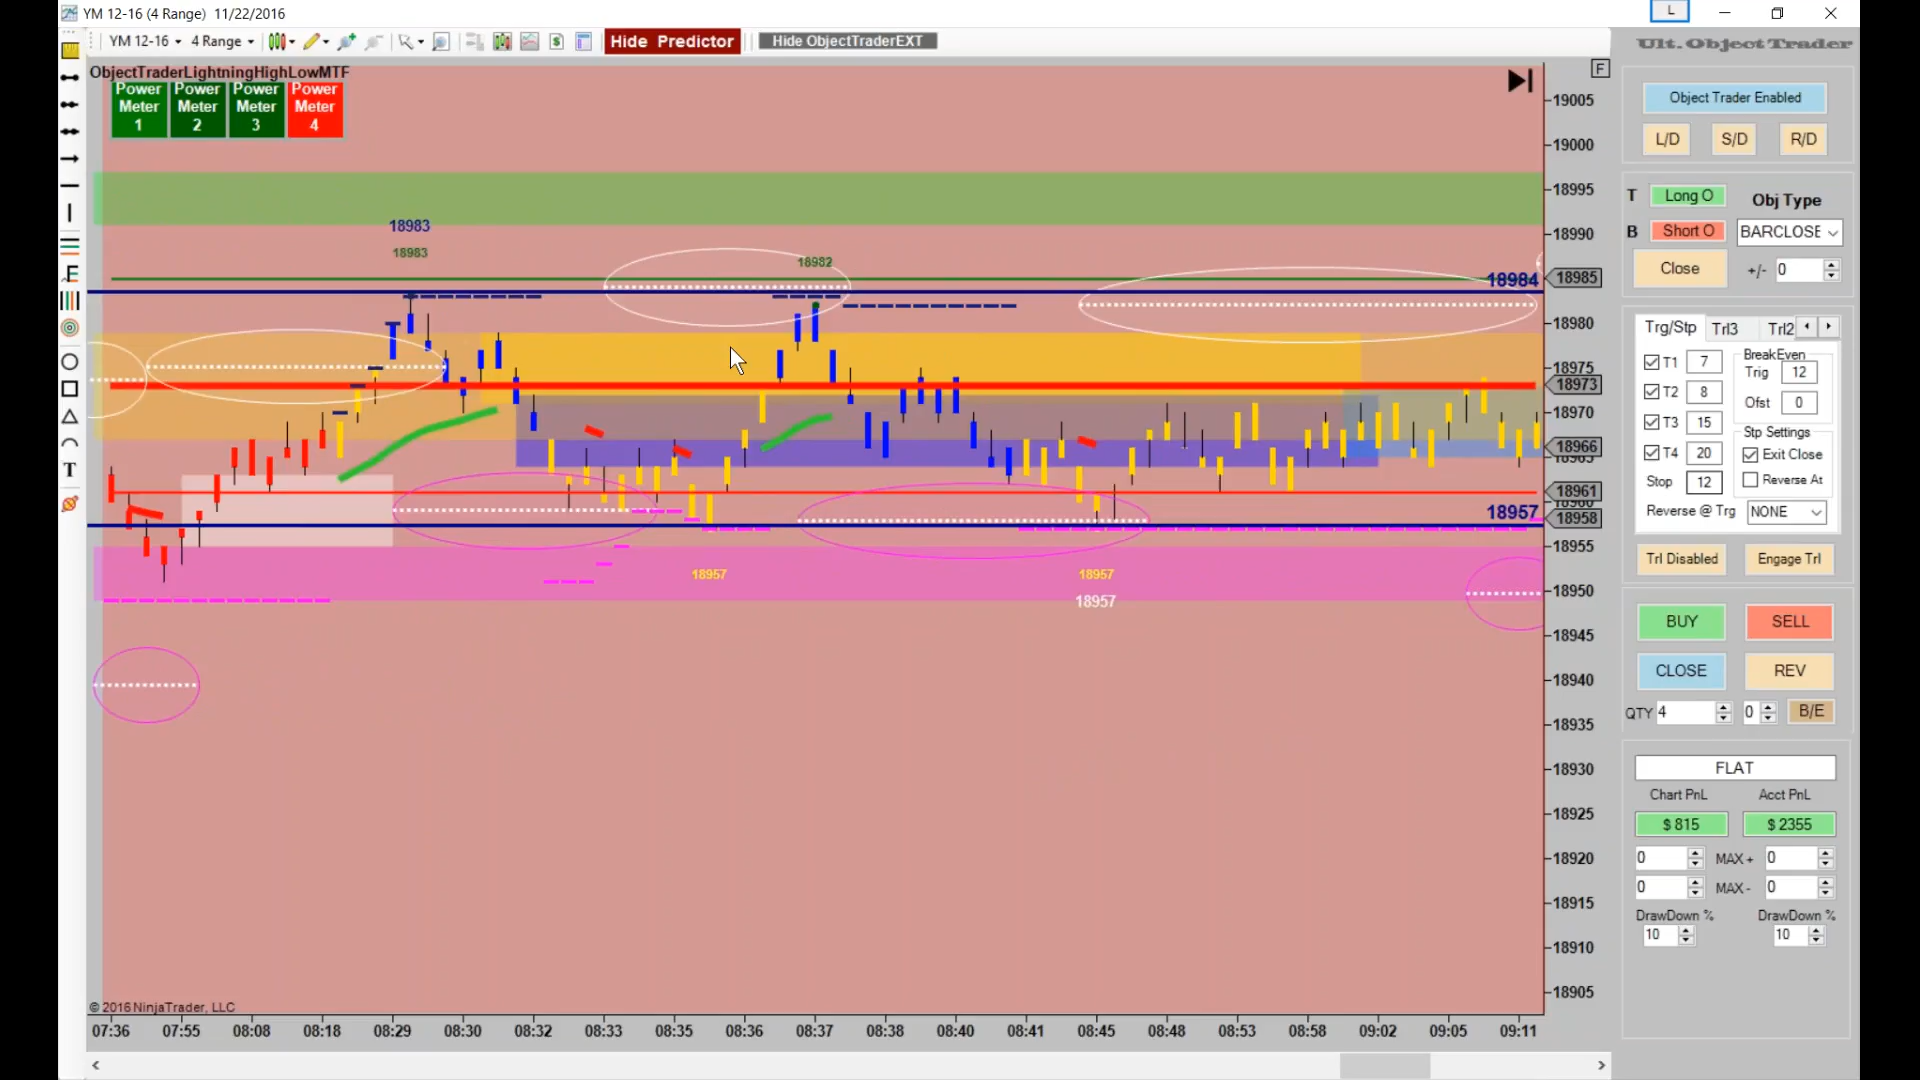 YM 12-16 (4 Range) 11/22/2016
L
YM 12-16 4 Range Hide Predictor Hide ObjectTraderEXT
Ult. Object Trader
ObjectTraderLightningHighLowMTF
Power Meter 1
Power Meter 2
Power Meter 3
Power Meter 4
F
T
18983
18983
18982
18984
18957
18957
18957
18957
19005
19000
18995
18990
18985
18980
18975
18973
18970
18966
18961
18958
18955
18950
18945
18940
18935
18930
18925
18920
18915
18910
18905
© 2016 NinjaTrader, LLC
07:36 07:55 08:08 08:18 08:29 08:30 08:32 08:33 08:35 08:36 08:37 08:38 08:40 08:41 08:45 08:48 08:53 08:58 09:02 09:05 09:11
Object Trader Enabled
L/D S/D R/D
T Long O Obj Type
B Short O BARCLOSE
Close +/- 0
Trg/Stp Trl3 Trl2
T1 7
T2 8
T3 15
T4 20
Stop 12
BreakEven
Trig 12
Ofst 0
Stp Settings
Exit Close
Reverse At
Reverse @ Trg NONE
Trl Disabled Engage Trl
BUY SELL
CLOSE REV
QTY 4 0 B/E
FLAT
Chart PnL Acct PnL
$ 815 $ 2355
0 MAX + 0
0 MAX - 0
DrawDown % DrawDown %
10 10